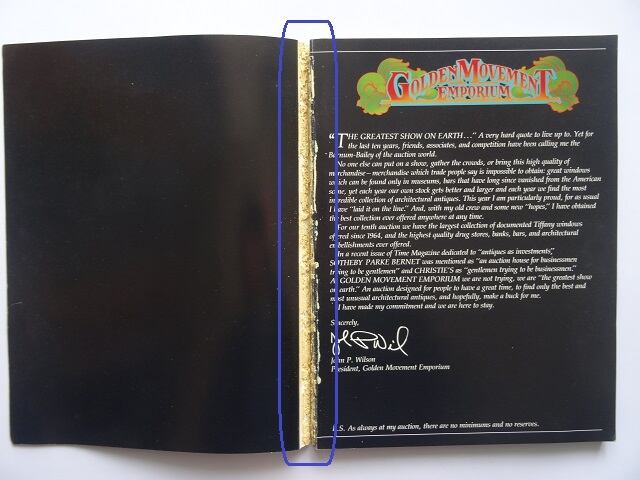 GOLDEN MOVEMENT
EMPORIUM
"THE GREATEST SHOW ON EARTH..." A very hard quote to live up to. Yet for
the last ten years, friends, associates, and competition have been calling me the
Barnum-Bailey of the auction world.
No one else can put on a show, gather the crowds, or bring this high quality of
merchandise—merchandise which trade people say is impossible to obtain: great windows
which can be found only in museums, bars that have long since vanished from the American
scene, yet each year our own stock gets better and larger and each year we find the most
incredible collection of architectural antiques. This year I am particularly proud, for as usual
I have "laid it on the line." And, with my old crew and some new "hopes," I have obtained
the best collection ever offered anywhere at any time.
For our tenth auction we have the largest collection of documented Tiffany windows
offered since 1964, and the highest quality drug stores, banks, bars, and architectural
embellishments ever offered.
In a recent issue of Time Magazine dedicated to "antiques as investments,"
SOTHEBY PARKE BERNET was mentioned as "an auction house for businessmen
trying to be gentlemen" and CHRISTIE'S as "gentlemen trying to be businessmen."
At GOLDEN MOVEMENT EMPORIUM we are not trying, we are "the greatest show
on earth." An auction designed for people to have a great time, to find only the best and
most unusual architectural antiques, and hopefully, make a buck for me.
I have made my commitment and we are here to stay.
Sincerely,
John P. Wilson
President, Golden Movement Emporium
P.S. As always at my auction, there are no minimums and no reserves.